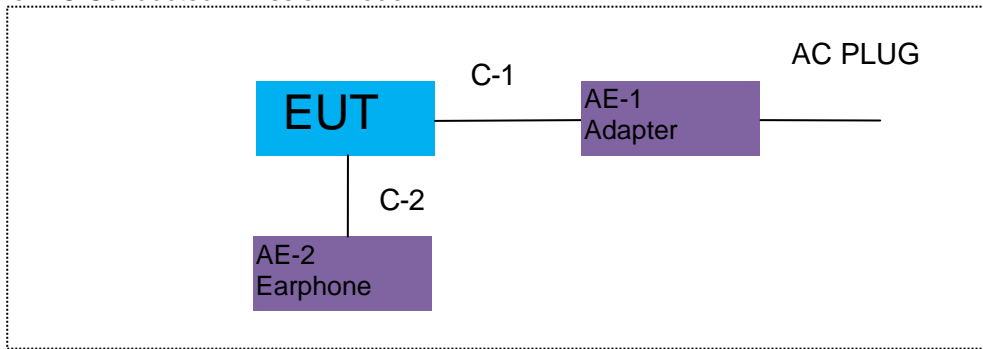 AC PLUG
C-1
EUT
AE-1
Adapter
C-2
AE-2
Earphone